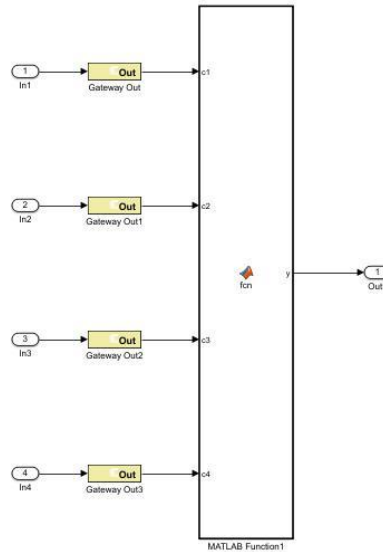 1
In1
Out
Gateway Out
c1
2
In2
Out
Gateway Out1
c2
fcn
y
1
Out
3
In3
Out
Gateway Out2
c3
4
In4
Out
Gateway Out3
c4
MATLAB Function1